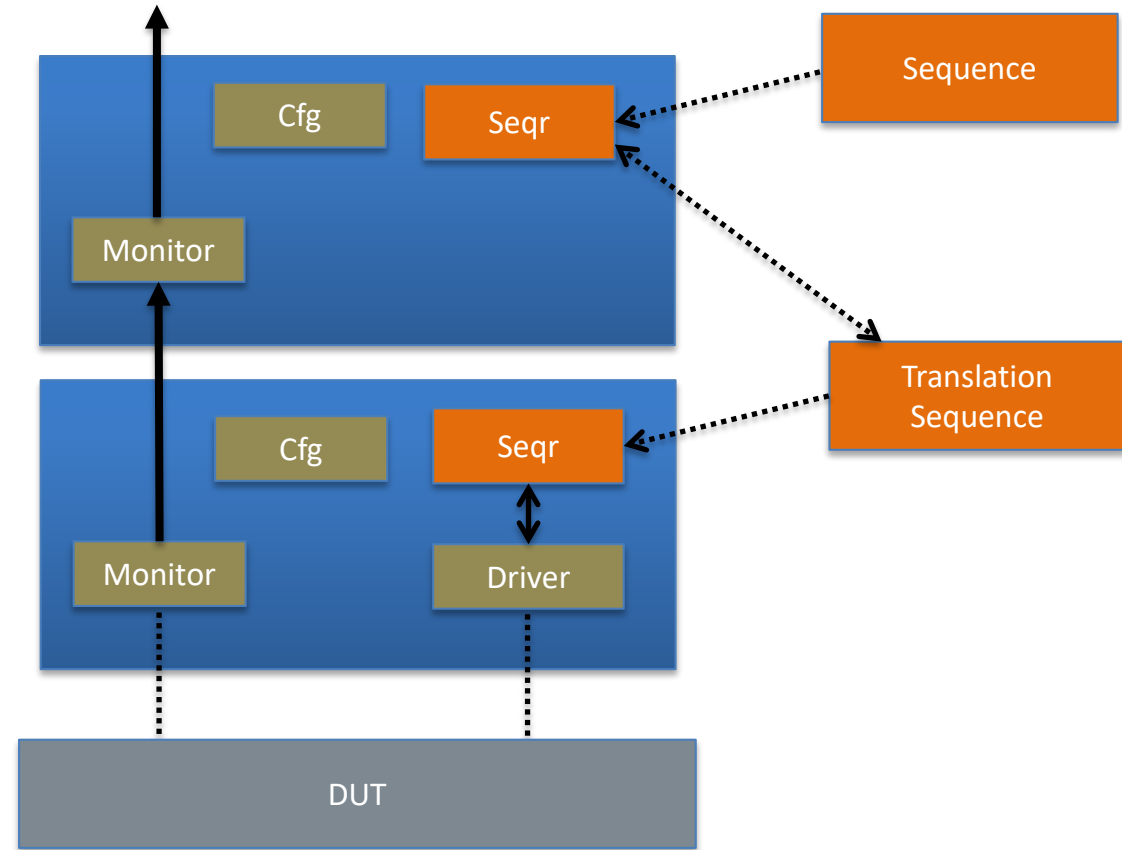 Sequence
Cfg
Seqr
Monitor
Translation
Sequence
Cfg
Seqr
Monitor
Driver
DUT